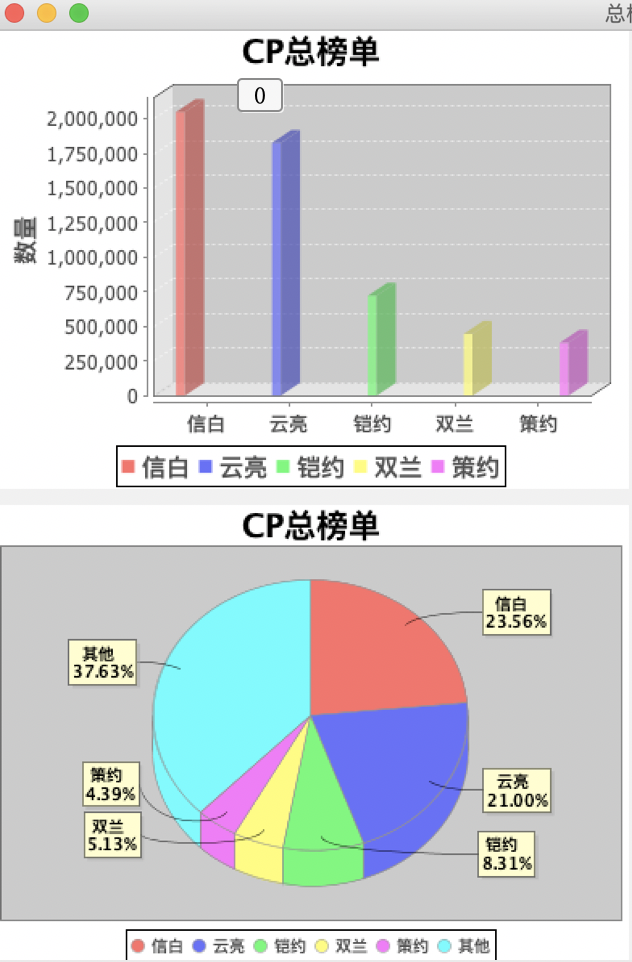 CP总榜单
0
2,000,000
1,750,000
1,500,000
1,250,000
1,000,000
750,000
500,000
250,000
0
数量
信白 云亮 铠约 双兰 策约
信白 云亮 铠约 双兰 策约
CP总榜单
信白
23.56%
其他
37.63%
策约
4.39%
云亮
21.00%
双兰
5.13%
铠约
8.31%
信白 云亮 铠约 双兰 策约 其他